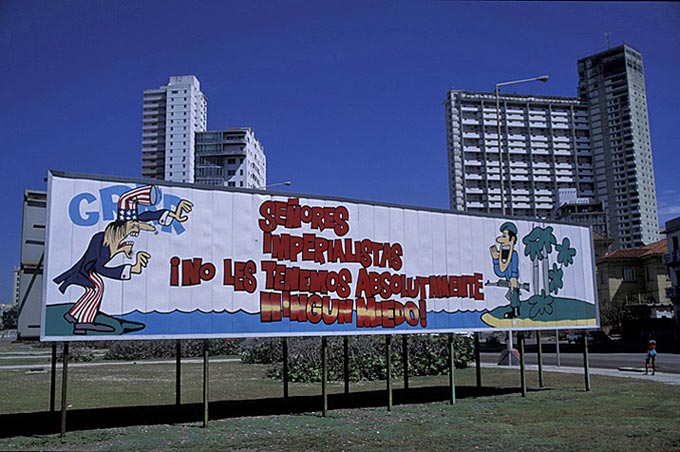 GRRR
SEÑORES
IMPERIALISTAS
¡NO LES TENEMOS ABSOLUTAMENTE
NINGUN MIEDO!